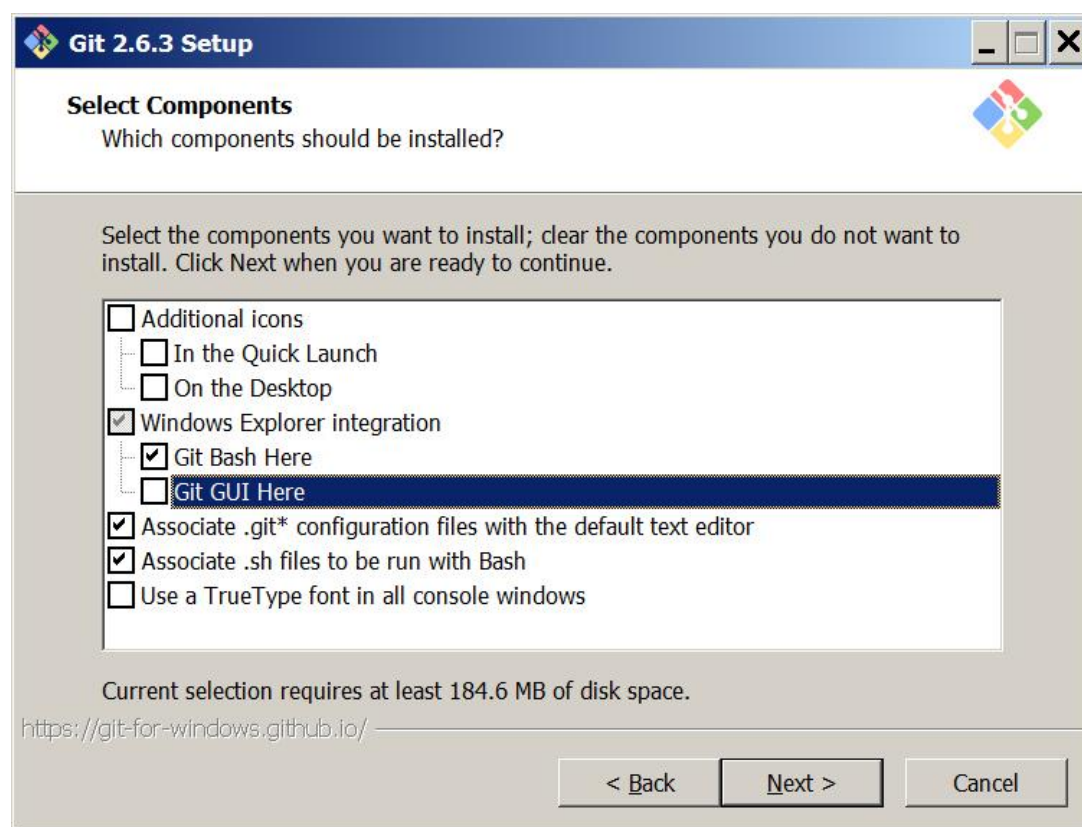 Git 2.6.3 Setup
Select Components
Which components should be installed?
Select the components you want to install; clear the components you do not want to
install. Click Next when you are ready to continue.
Additional icons
In the Quick Launch
On the Desktop
Windows Explorer integration
Git Bash Here
Git GUI Here
Associate .git* configuration files with the default text editor
Associate .sh files to be run with Bash
Use a TrueType font in all console windows
Current selection requires at least 184.6 MB of disk space.
https://git-for-windows.github.io/
< Back
Next >
Cancel